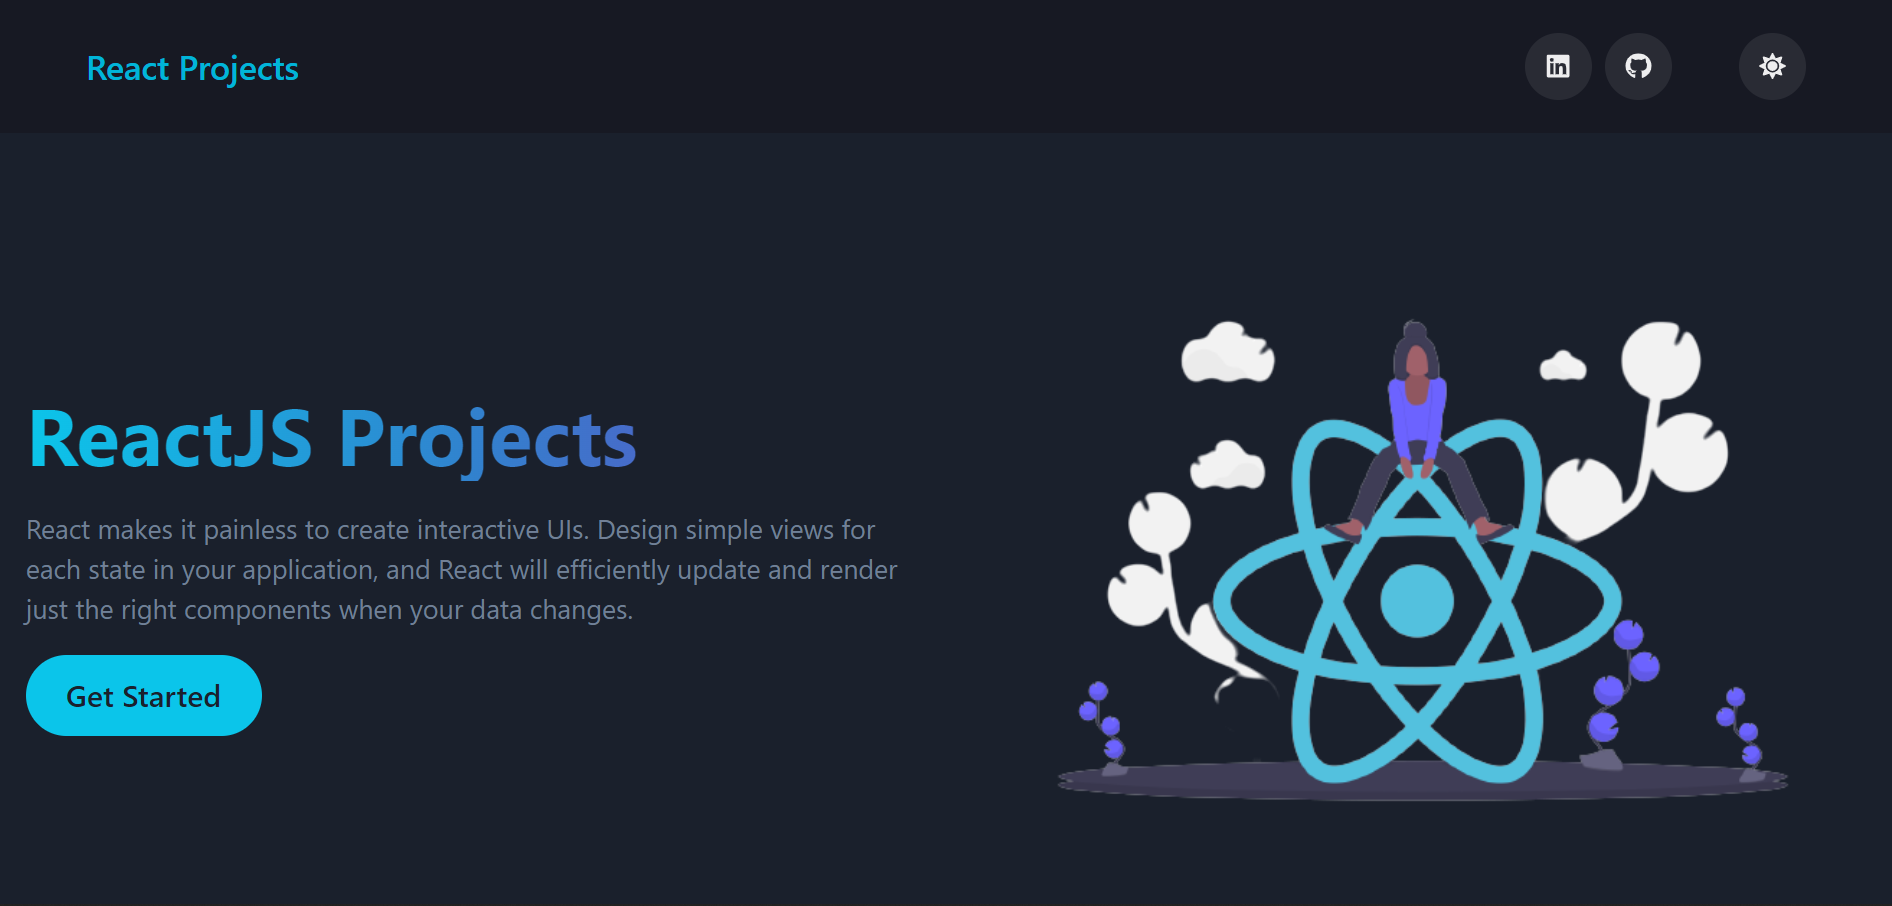 React Projects
ReactJS Projects
React makes it painless to create interactive UIs. Design simple views for
each state in your application, and React will efficiently update and render
just the right components when your data changes.
Get Started